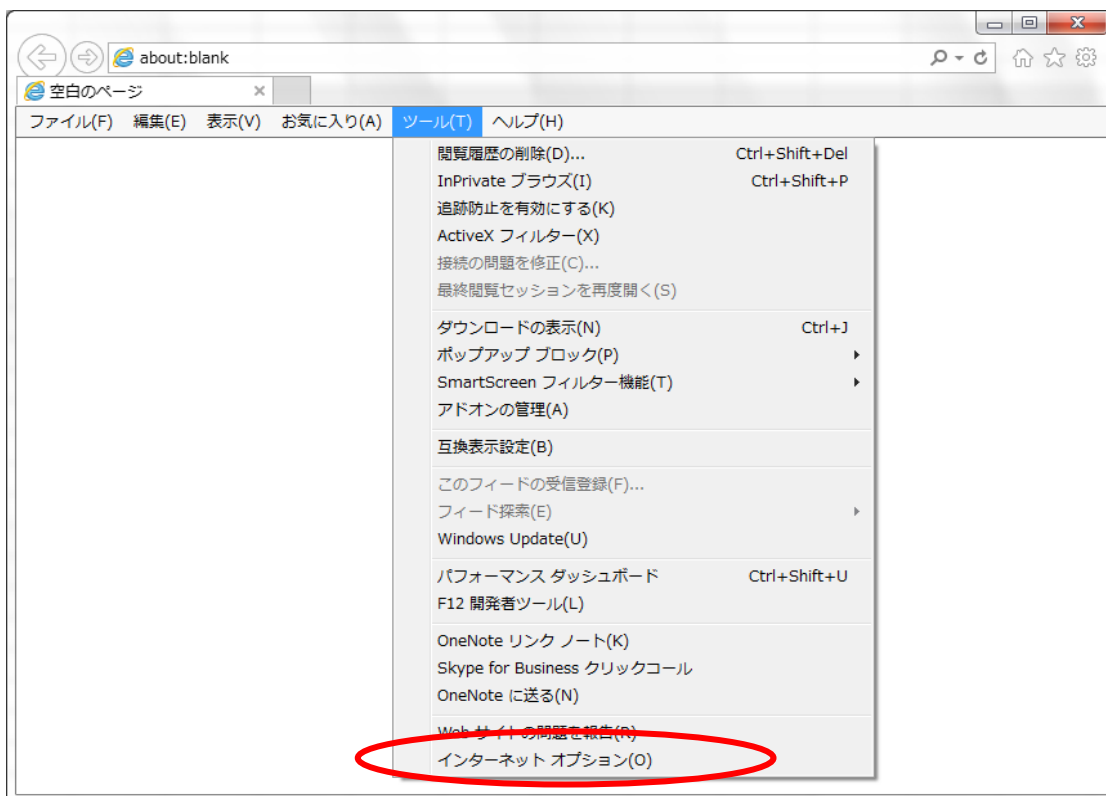 about:blank
空白のページ
ファイル(F) 編集(E) 表示(V) お気に入り(A) ツール(T) ヘルプ(H)
閲覧履歴の削除(D)... Ctrl+Shift+Del
InPrivate ブラウズ(I) Ctrl+Shift+P
追跡防止を有効にする(K)
ActiveX フィルター(X)
接続の問題を修正(C)...
最終閲覧セッションを再度開く(S)
ダウンロードの表示(N) Ctrl+J
ポップアップ ブロック(P)
SmartScreen フィルター機能(T)
アドオンの管理(A)
互換表示設定(B)
このフィードの受信登録(F)...
フィード探索(E)
Windows Update(U)
パフォーマンス ダッシュボード Ctrl+Shift+U
F12 開発者ツール(L)
OneNote リンク ノート(K)
Skype for Business クリックコール
OneNote に送る(N)
Web サイトの問題を報告(R)
インターネット オプション(O)